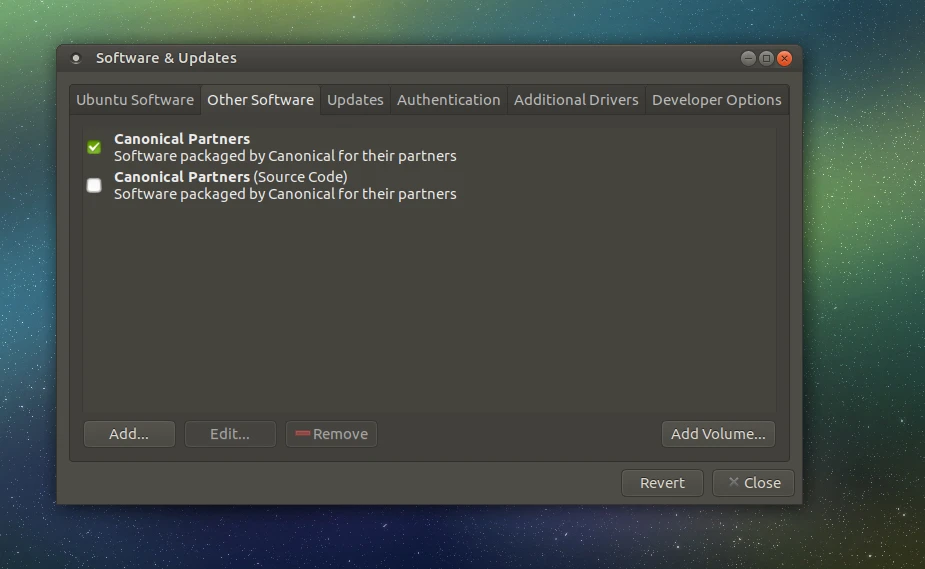 Software & Updates
Ubuntu Software Other Software Updates Authentication Additional Drivers Developer Options
Canonical Partners
Software packaged by Canonical for their partners
Canonical Partners (Source Code)
Software packaged by Canonical for their partners
Add... Edit... Remove Add Volume...
Revert Close